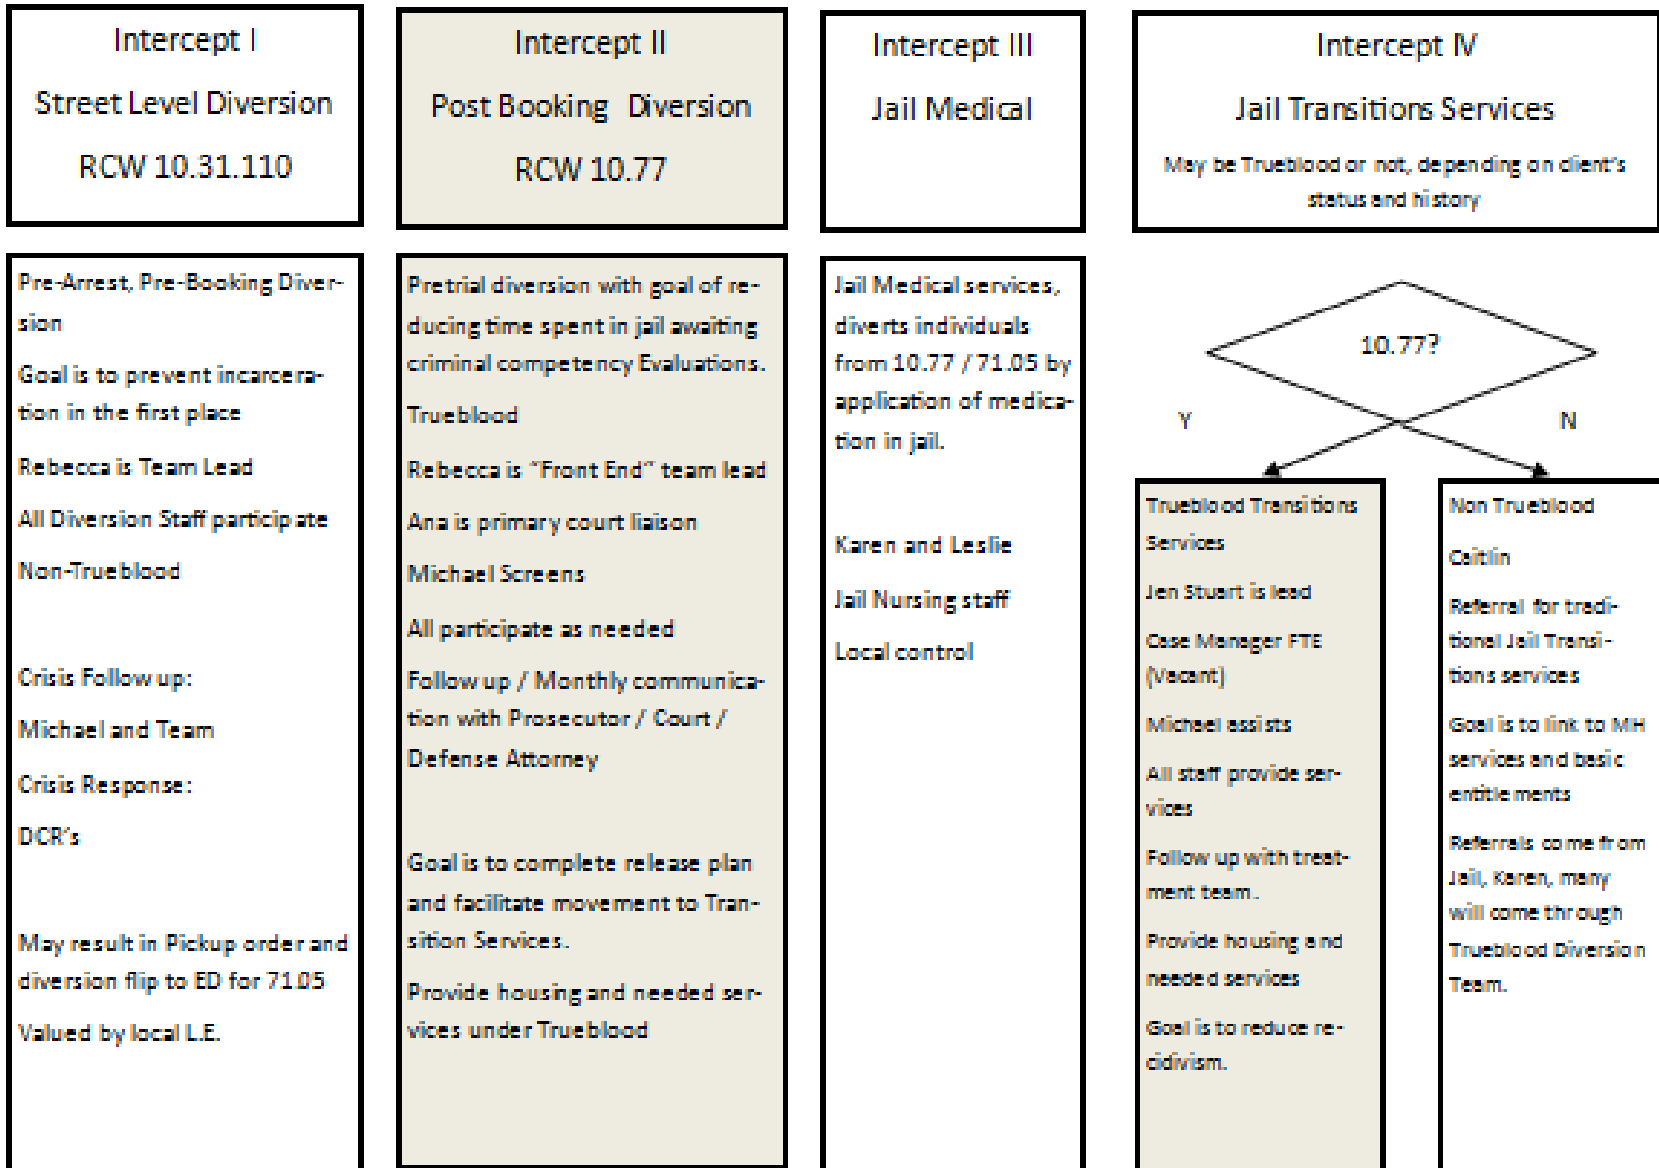 Intercept I
Street Level Diversion
RCW 10.31.110
Pre-Arrest, Pre-Booking Diver-
sion
Goal is to prevent incarcera-
tion in the first place
Rebecca is Team Lead
All Diversion Staff participate
Non-Trueblood
Crisis Follow up:
Michael and Team
Crisis Response:
DCR's
May result in Pickup order and
diversion flip to ED for 71.05
Valued by local L.E.
Intercept II
Post Booking Diversion
RCW 10.77
Pretrial diversion with goal of re-
ducing time spent in jail awaiting
criminal competency Evaluations.
Trueblood
Rebecca is "Front End" team lead
Ana is primary court liaison
Michael Screens
All participate as needed
Follow up / Monthly communica-
tion with Prosecutor / Court /
Defense Attorney
Goal is to complete release plan
and facilitate movement to Tran-
sition Services.
Provide housing and needed ser-
vices under Trueblood
Intercept III
Jail Medical
Jail Medical services,
diverts individuals
from 10.77 / 71.05 by
application of medica-
tion in jail.
Karen and Leslie
Jail Nursing staff
Local control
Intercept IV
Jail Transitions Services
May be Trueblood or not, depending on client's
status and history
10.77?
Y
N
Trueblood Transitions
Services
Jen Stuart is lead
Case Manager FTE
(Vacant)
Michael assists
All staff provide ser-
vices
Follow up with treat-
ment team.
Provide housing and
needed services
Goal is to reduce re-
cidivism.
Non Trueblood
Caitlin
Referral for tradi-
tional Jail Transi-
tions services
Goal is to link to MH
services and basic
entitlements
Referrals come from
Jail, Karen, many
will come through
Trueblood Diversion
Team.